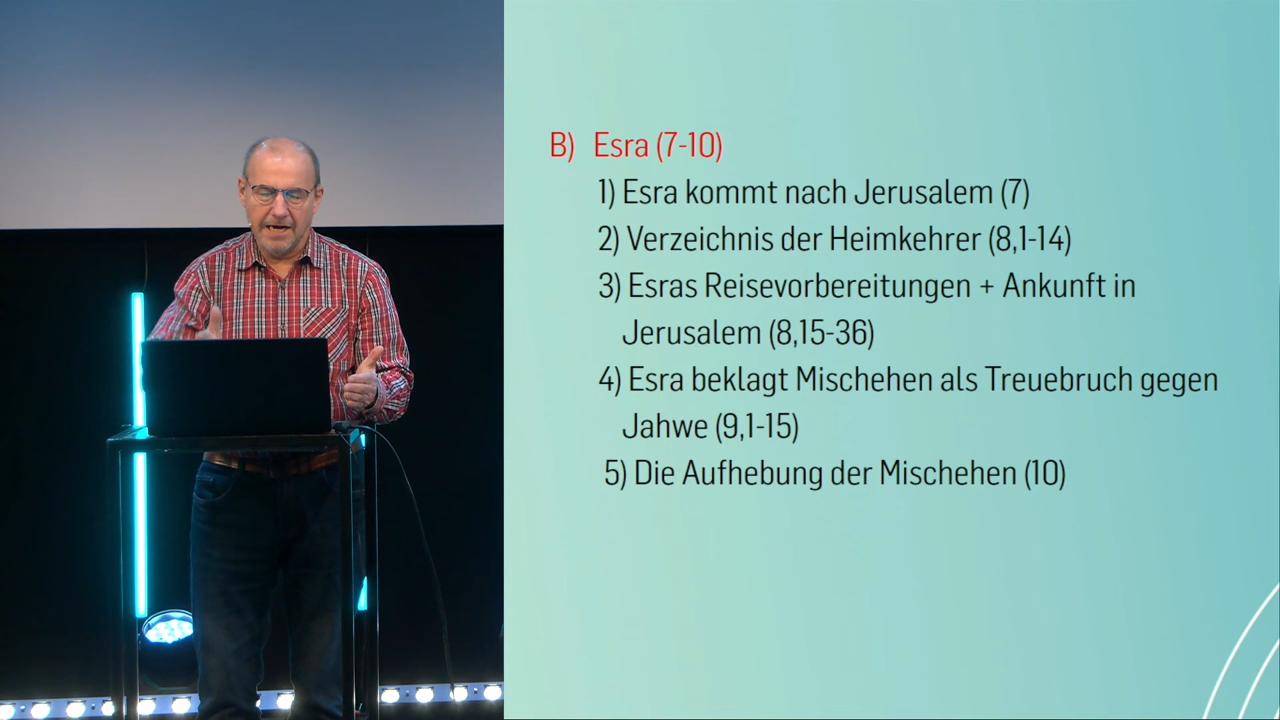 B) Esra (7-10)
1) Esra kommt nach Jerusalem (7)
2) Verzeichnis der Heimkehrer (8,1-14)
3) Esras Reisevorbereitungen + Ankunft in
Jerusalem (8,15-36)
4) Esra beklagt Mischehen als Treuebruch gegen
Jahwe (9,1-15)
5) Die Aufhebung der Mischehen (10)